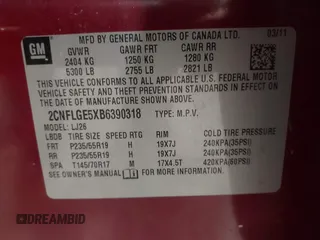 GM
MFD BY GENERAL MOTORS OF CANADA LTD.
03/11
GVWR GAWR FRT GAWR RR
2404 KG 1250 KG 1280 KG
5300 LB 2755 LB 2821 LB
THIS VEHICLE CONFORMS TO ALL APPLICABLE U.S. FEDERAL
MOTOR VEHICLE SAFETY, BUMPER, AND THEFT PREVENTION
STANDARDS IN EFFECT ON THE DATE OF MANUFACTURE SHOWN ABOVE.
2CNFLGE5XB6390318 TYPE: M.P.V.
MODEL: LJ26
LBDB TIRE SIZE SPEED RTG RIM COLD TIRE PRESSURE
FRT P235/55R19 H 19X7J 240KPA(35PSI)
RR P235/55R19 H 19X7J 240KPA(35PSI)
SPA T145/70R17 M 17X4.5T 420KPA(60PSI)
SEE OWNER MANUAL FOR MORE INFORMATION.
DREAMBID